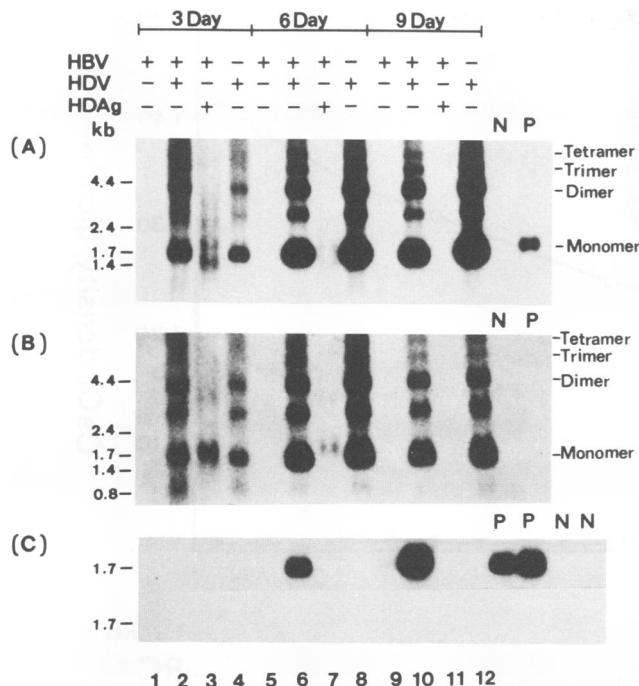 3 Day 6 Day 9 Day
HBV + + + − + + + − + + + −
HDV − + − + − + − + − + − +
HDAg − − + − − − + − − − + −
kb N P
(A)
4.4
2.4
1.7
1.4
Tetramer
Trimer
Dimer
Monomer
N P
(B)
4.4
2.4
1.7
1.4
0.8
Tetramer
Trimer
Dimer
Monomer
P P N N
(C)
1.7
1.7
1 2 3 4 5 6 7 8 9 10 11 12